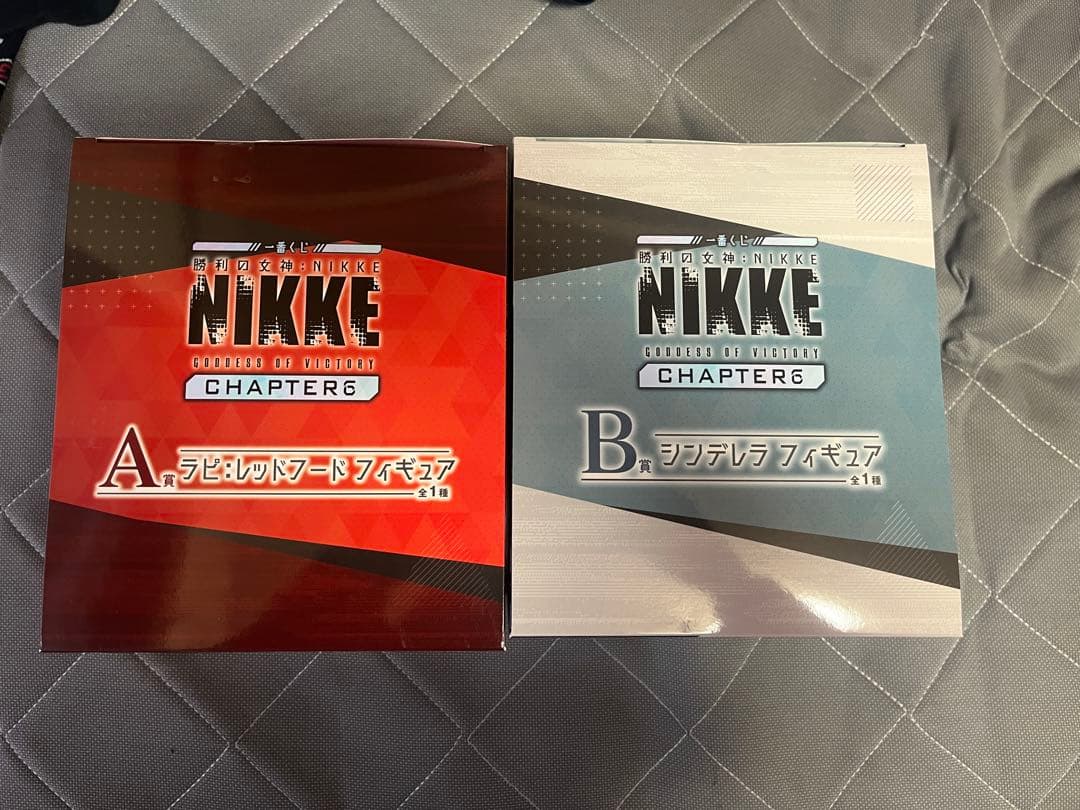 一番くじ
勝利の女神:NIKKE
NIKKE
GODDESS OF VICTORY
CHAPTER6
A賞 ラピ:レッドフード フィギュア
全1種
一番くじ
勝利の女神:NIKKE
NIKKE
GODDESS OF VICTORY
CHAPTER6
B賞 シンデレラ フィギュア
全1種